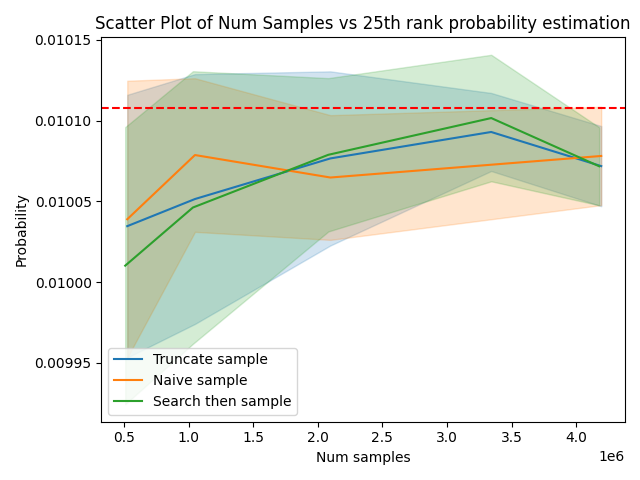 Scatter Plot of Num Samples vs 25th rank probability estimation
0.01015
0.01010
0.01005
0.01000
0.00995
Probability
Truncate sample
Naive sample
Search then sample
0.5 1.0 1.5 2.0 2.5 3.0 3.5 4.0
1e6
Num samples